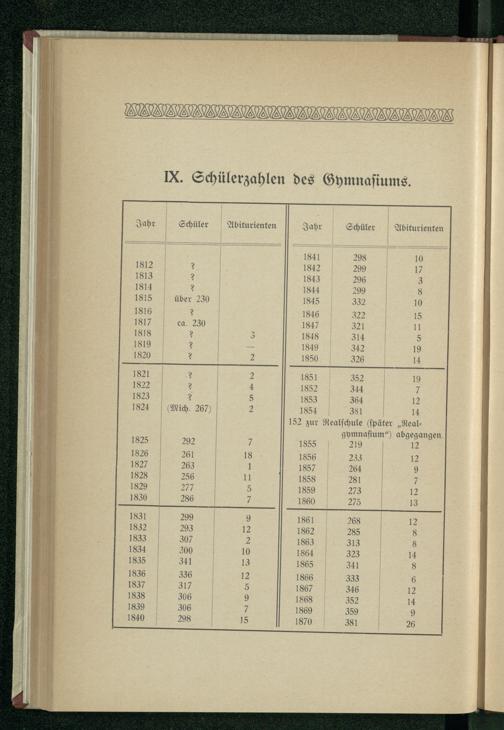 IX. Schülerzahlen des Gymnasiums.
Jahr Schüler Abiturienten
1812 ?
1813 ?
1814 ?
1815 über 230
1816 ?
1817 ca. 230
1818 ? 3
1819 ? —
1820 ? 2
1821 ? 2
1822 ? 4
1823 ? 5
1824 (Mich. 267) 2
1825 292 7
1826 261 18
1827 263 1
1828 256 11
1829 277 5
1830 286 7
1831 299 9
1832 293 12
1833 307 2
1834 300 10
1835 341 13
1836 336 12
1837 317 5
1838 306 9
1839 306 7
1840 298 15
Jahr Schüler Abiturienten
1841 298 10
1842 299 17
1843 296 3
1844 299 8
1845 332 10
1846 322 15
1847 321 11
1848 314 5
1849 342 19
1850 326 14
1851 352 19
1852 344 7
1853 364 12
1854 381 14
152 zur Realschule (später „Real-
gymnasium“) abgegangen.
1855 219 12
1856 233 12
1857 264 9
1858 281 7
1859 273 12
1860 275 13
1861 268 12
1862 285 8
1863 313 8
1864 323 14
1865 341 8
1866 333 6
1867 346 12
1868 352 14
1869 359 9
1870 381 26